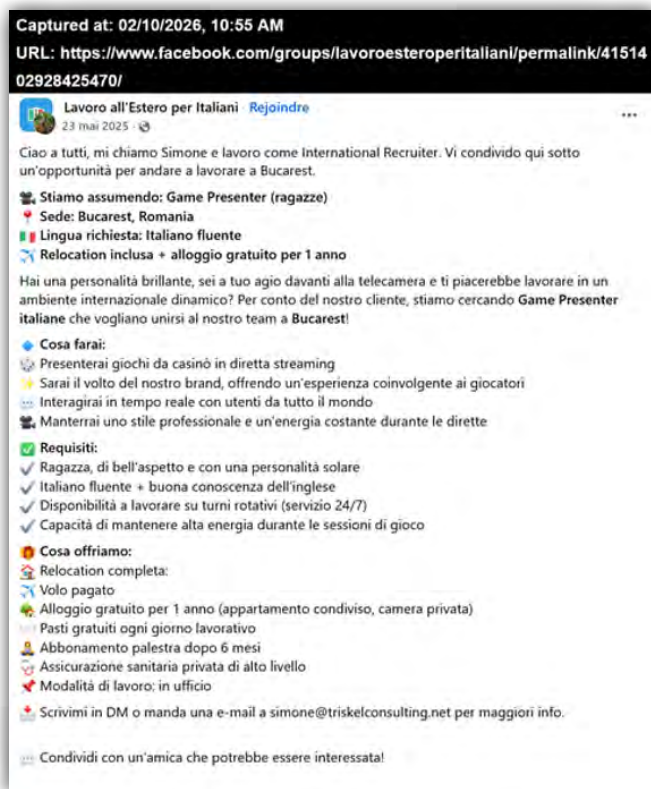 Captured at: 02/10/2026, 10:55 AM
URL: https://www.facebook.com/groups/lavoroesteroperitaliani/permalink/41514
02928425470/
Lavoro all'Estero per Italiani · Rejoindre
23 mai 2025 ·
Ciao a tutti, mi chiamo Simone e lavoro come International Recruiter. Vi condivido qui sotto
un'opportunità per andare a lavorare a Bucarest.
🎥 Stiamo assumendo: Game Presenter (ragazze)
📍 Sede: Bucarest, Romania
🇮🇹 Lingua richiesta: Italiano fluente
✈️ Relocation inclusa + alloggio gratuito per 1 anno
Hai una personalità brillante, sei a tuo agio davanti alla telecamera e ti piacerebbe lavorare in un
ambiente internazionale dinamico? Per conto del nostro cliente, stiamo cercando Game Presenter
italiane che vogliano unirsi al nostro team a Bucarest!
🔹 Cosa farai:
🎲 Presenterai giochi da casinò in diretta streaming
✨ Sarai il volto del nostro brand, offrendo un'esperienza coinvolgente ai giocatori
💬 Interagirai in tempo reale con utenti da tutto il mondo
🎥 Manterrai uno stile professionale e un'energia costante durante le dirette
✅ Requisiti:
✔️ Ragazza, di bell'aspetto e con una personalità solare
✔️ Italiano fluente + buona conoscenza dell'inglese
✔️ Disponibilità a lavorare su turni rotativi (servizio 24/7)
✔️ Capacità di mantenere alta energia durante le sessioni di gioco
🎁 Cosa offriamo:
🏠 Relocation completa:
✈️ Volo pagato
🏡 Alloggio gratuito per 1 anno (appartamento condiviso, camera privata)
🍽️ Pasti gratuiti ogni giorno lavorativo
🧘 Abbonamento palestra dopo 6 mesi
🩺 Assicurazione sanitaria privata di alto livello
📌 Modalità di lavoro: in ufficio
📩 Scrivimi in DM o manda una e-mail a simone@triskelconsulting.net per maggiori info.
💬 Condividi con un'amica che potrebbe essere interessata!